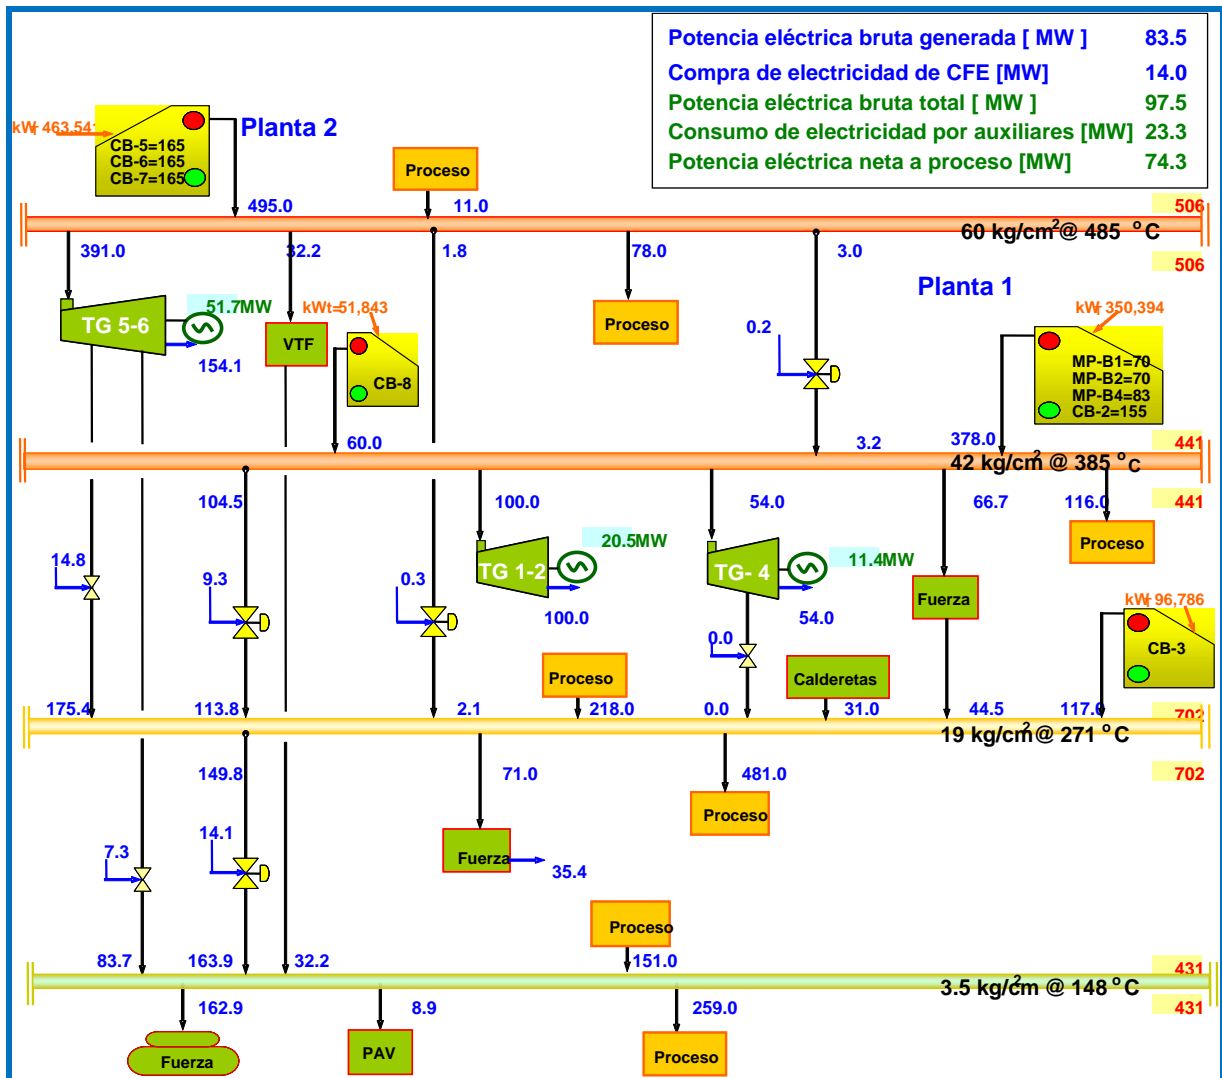 Potencia eléctrica bruta generada [ MW ] 83.5
Compra de electricidad de CFE [MW] 14.0
Potencia eléctrica bruta total [ MW ] 97.5
Consumo de electricidad por auxiliares [MW] 23.3
Potencia eléctrica neta a proceso [MW] 74.3
kWt 463,541
Planta 2
CB-5=165
CB-6=165
CB-7=165
Proceso
495.0
11.0
506
60 kg/cm² @ 485 °C
391.0
32.2
1.8
78.0
3.0
506
Planta 1
51.7MW
kWt=51,843
kWt 350,394
TG 5-6
VTF
Proceso
0.2
154.1
CB-8
MP-B1=70
MP-B2=70
MP-B4=83
CB-2=155
60.0
3.2
378.0
441
42 kg/cm² @ 385 °C
104.5
100.0
54.0
66.7
116.0
441
20.5MW
11.4MW
Proceso
14.8
9.3
0.3
TG 1-2
TG- 4
Fuerza
kWt 96,786
100.0
54.0
0.0
CB-3
Proceso
Calderetas
175.4
113.8
2.1
218.0
0.0
31.0
44.5
117.0
702
19 kg/cm² @ 271 °C
149.8
71.0
481.0
702
Proceso
7.3
14.1
Fuerza
35.4
Proceso
83.7
163.9
32.2
151.0
431
3.5 kg/cm² @ 148 °C
162.9
8.9
259.0
431
Fuerza
PAV
Proceso